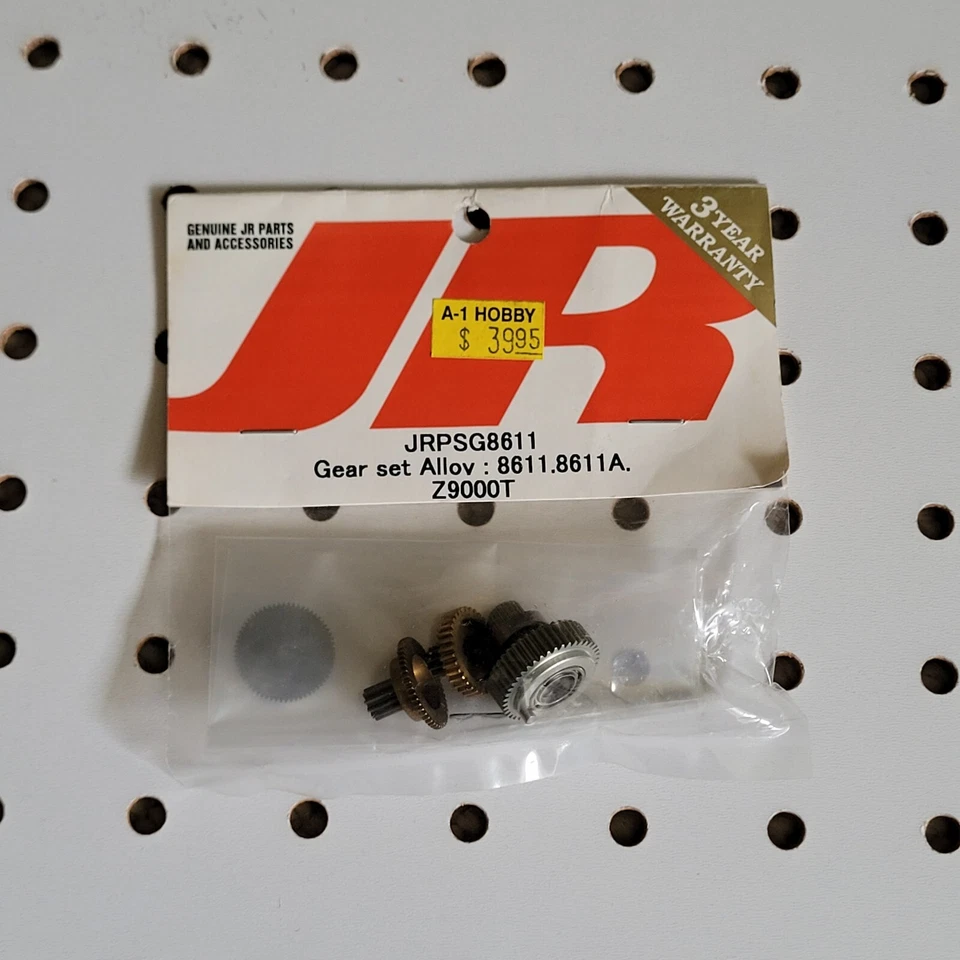 GENUINE JR PARTS
AND ACCESSORIES
3 YEAR
WARRANTY
JR
A-1 HOBBY
$ 3995
JRPSG8611
Gear set Alloy : 8611.8611A.
Z9000T